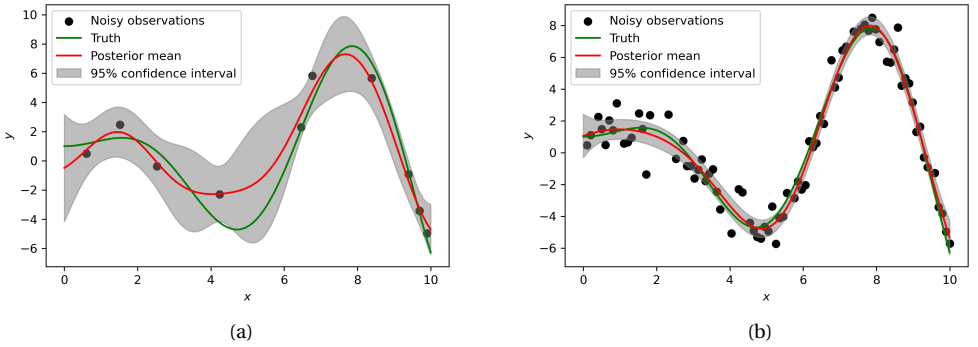 10
8
6
4
2
0
−2
−4
−6
y
Noisy observations
Truth
Posterior mean
95% confidence interval
0 2 4 6 8 10
x
(a)
8
6
4
2
0
−2
−4
−6
y
Noisy observations
Truth
Posterior mean
95% confidence interval
0 2 4 6 8 10
x
(b)